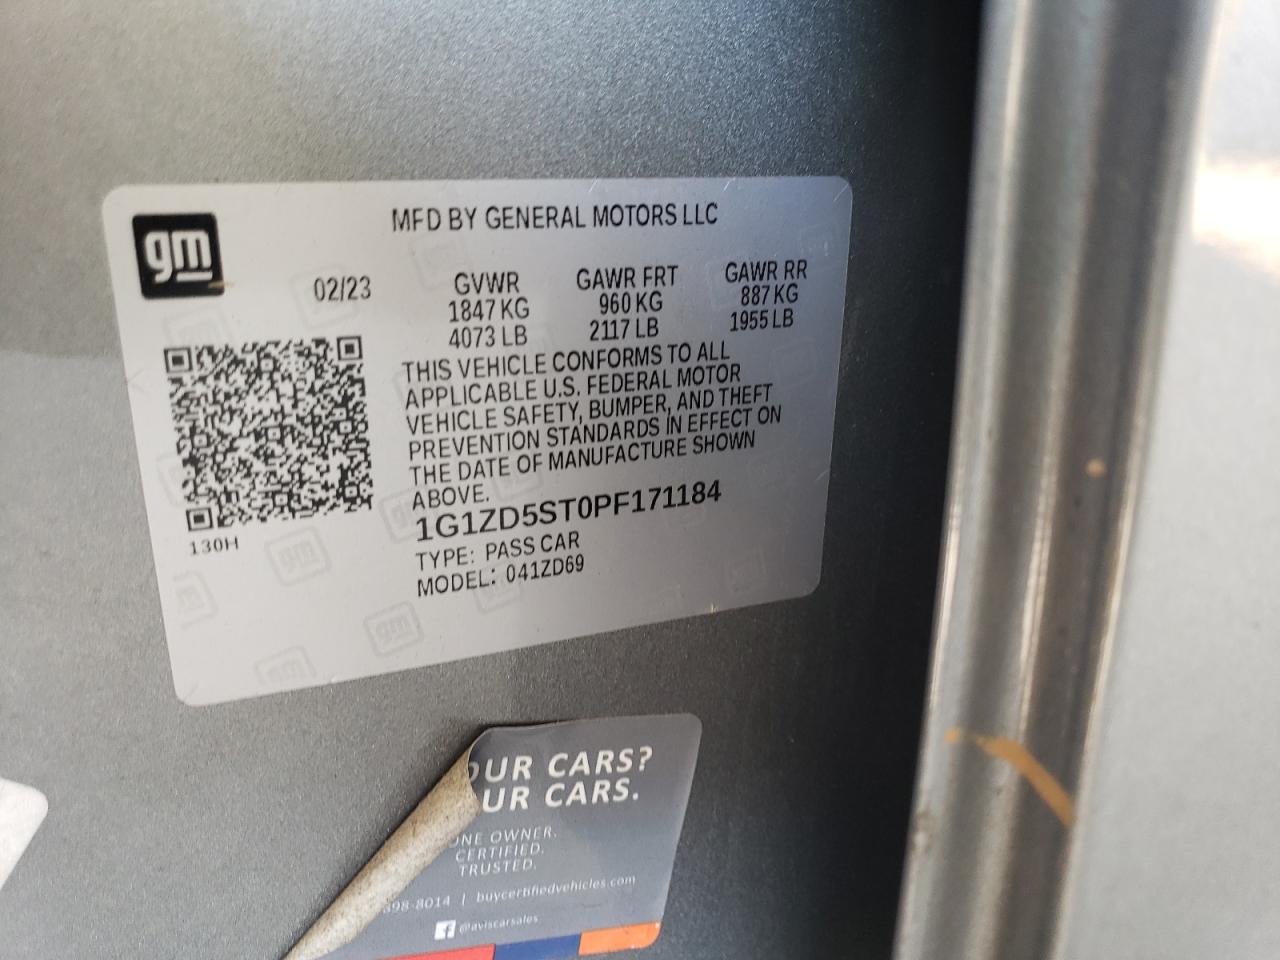 gm
MFD BY GENERAL MOTORS LLC
02/23
GVWR
1847 KG
4073 LB
GAWR FRT
960 KG
2117 LB
GAWR RR
887 KG
1955 LB
THIS VEHICLE CONFORMS TO ALL
APPLICABLE U.S. FEDERAL MOTOR
VEHICLE SAFETY, BUMPER, AND THEFT
PREVENTION STANDARDS IN EFFECT ON
THE DATE OF MANUFACTURE SHOWN
ABOVE.
1G1ZD5ST0PF171184
TYPE: PASS CAR
MODEL: 041ZD69
130H
OUR CARS?
UR CARS.
ONE OWNER.
CERTIFIED.
TRUSTED.
398-8014 | buycertifiedvehicles.com
@aviscarsales